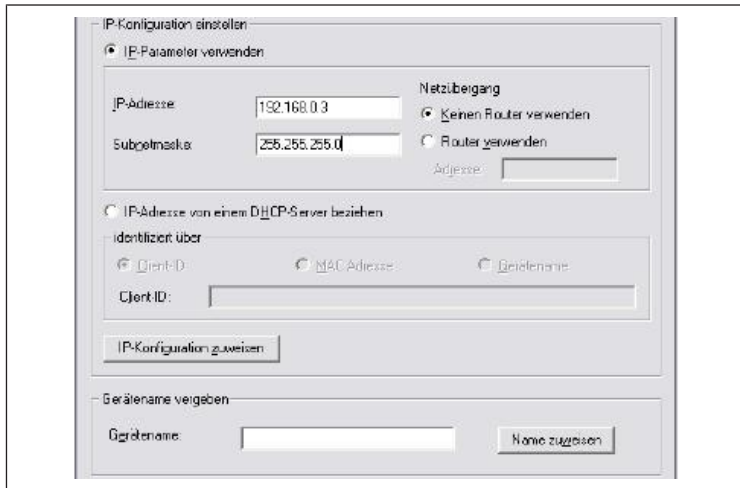 IP-Konfiguration einstellen
IP-Parameter verwenden
IP-Adresse:
192.168.0.3
Subnetmaske:
255.255.255.0
Netzübergang
Keinen Router verwenden
Router verwenden
Adresse:
IP-Adresse von einem DHCP-Server beziehen
identifiziert über
Client-ID
MAC Adresse
Gerätename
Client-ID:
IP-Konfiguration zuweisen
Gerätename vergeben
Gerätename:
Name zuweisen